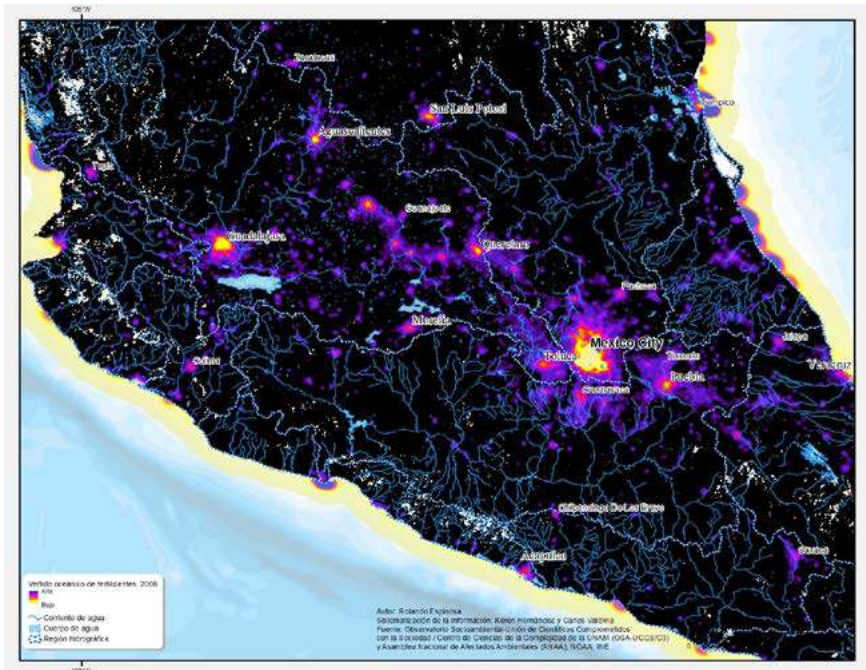 Zacatecas
San Luis Potosí
Aguascalientes
Tampico
Tepic
Guanajuato
Guadalajara
Querétaro
Pachuca
Morelia
Mexico City
Jalapa
Toluca
Tlaxcala
Veracruz
Colima
Puebla
Cuernavaca
Chilpancingo De Los Bravo
Acapulco
Oaxaca
Vertido oceánico de fertilizantes, 2008
Alto
Bajo
Corriente de agua
Cuerpo de agua
Región hidrográfica
Autor: Rolando Espinosa
Sistematización de la información: Karen Hernández y Carlos Valdivia
Fuente: Observatorio Socioambiental-Unión de Científicos Comprometidos
con la Sociedad / Centro de Ciencias de la Complejidad de la UNAM (OSA-UCCS/C3)
y Asamblea Nacional de Afectados Ambientales (ANAA), NOAA, INE